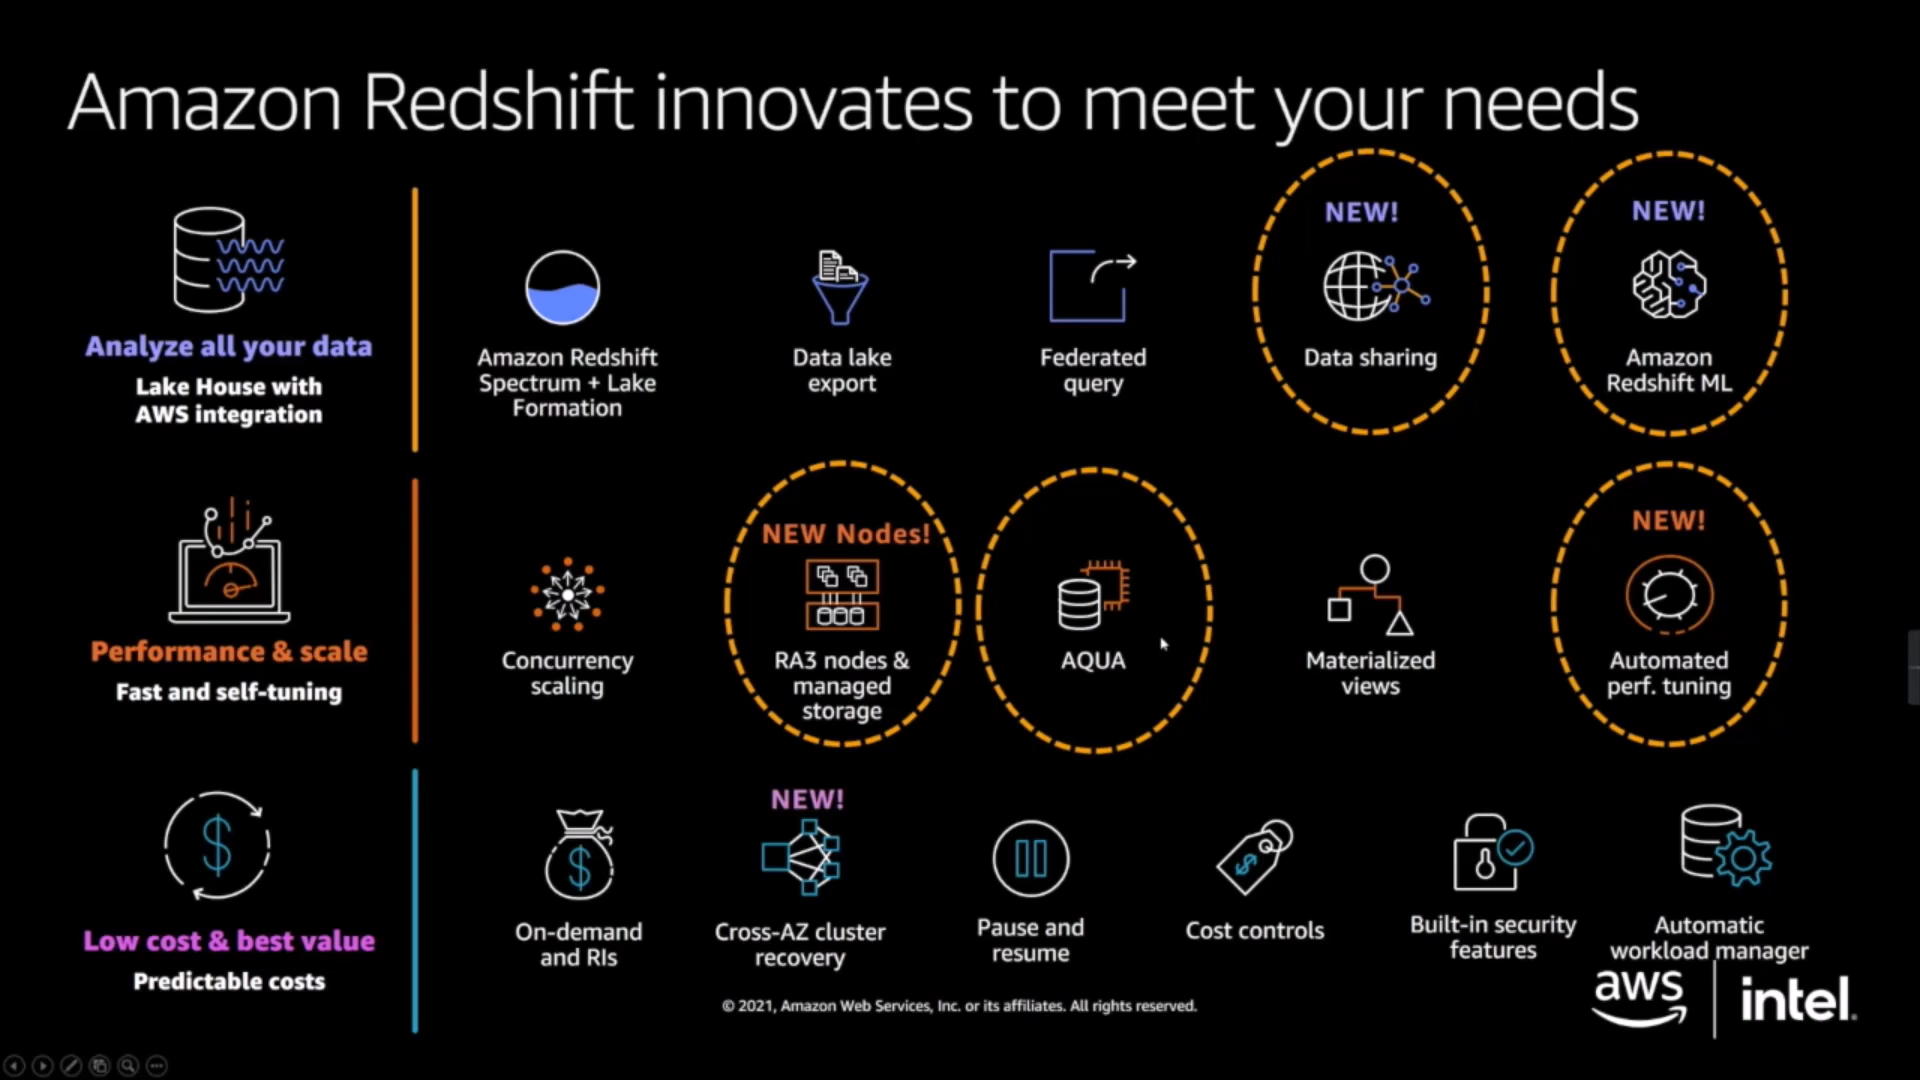 Amazon Redshift innovates to meet your needs
Analyze all your data
Lake House with
AWS integration
Amazon Redshift
Spectrum + Lake
Formation
Data lake
export
Federated
query
NEW!
Data sharing
NEW!
Amazon
Redshift ML
Performance & scale
Fast and self-tuning
Concurrency
scaling
NEW Nodes!
RA3 nodes &
managed
storage
AQUA
Materialized
views
NEW!
Automated
perf. tuning
Low cost & best value
Predictable costs
On-demand
and RIs
NEW!
Cross-AZ cluster
recovery
Pause and
resume
Cost controls
Built-in security
features
Automatic
workload manager
© 2021, Amazon Web Services, Inc. or its affiliates. All rights reserved.
aws
intel.